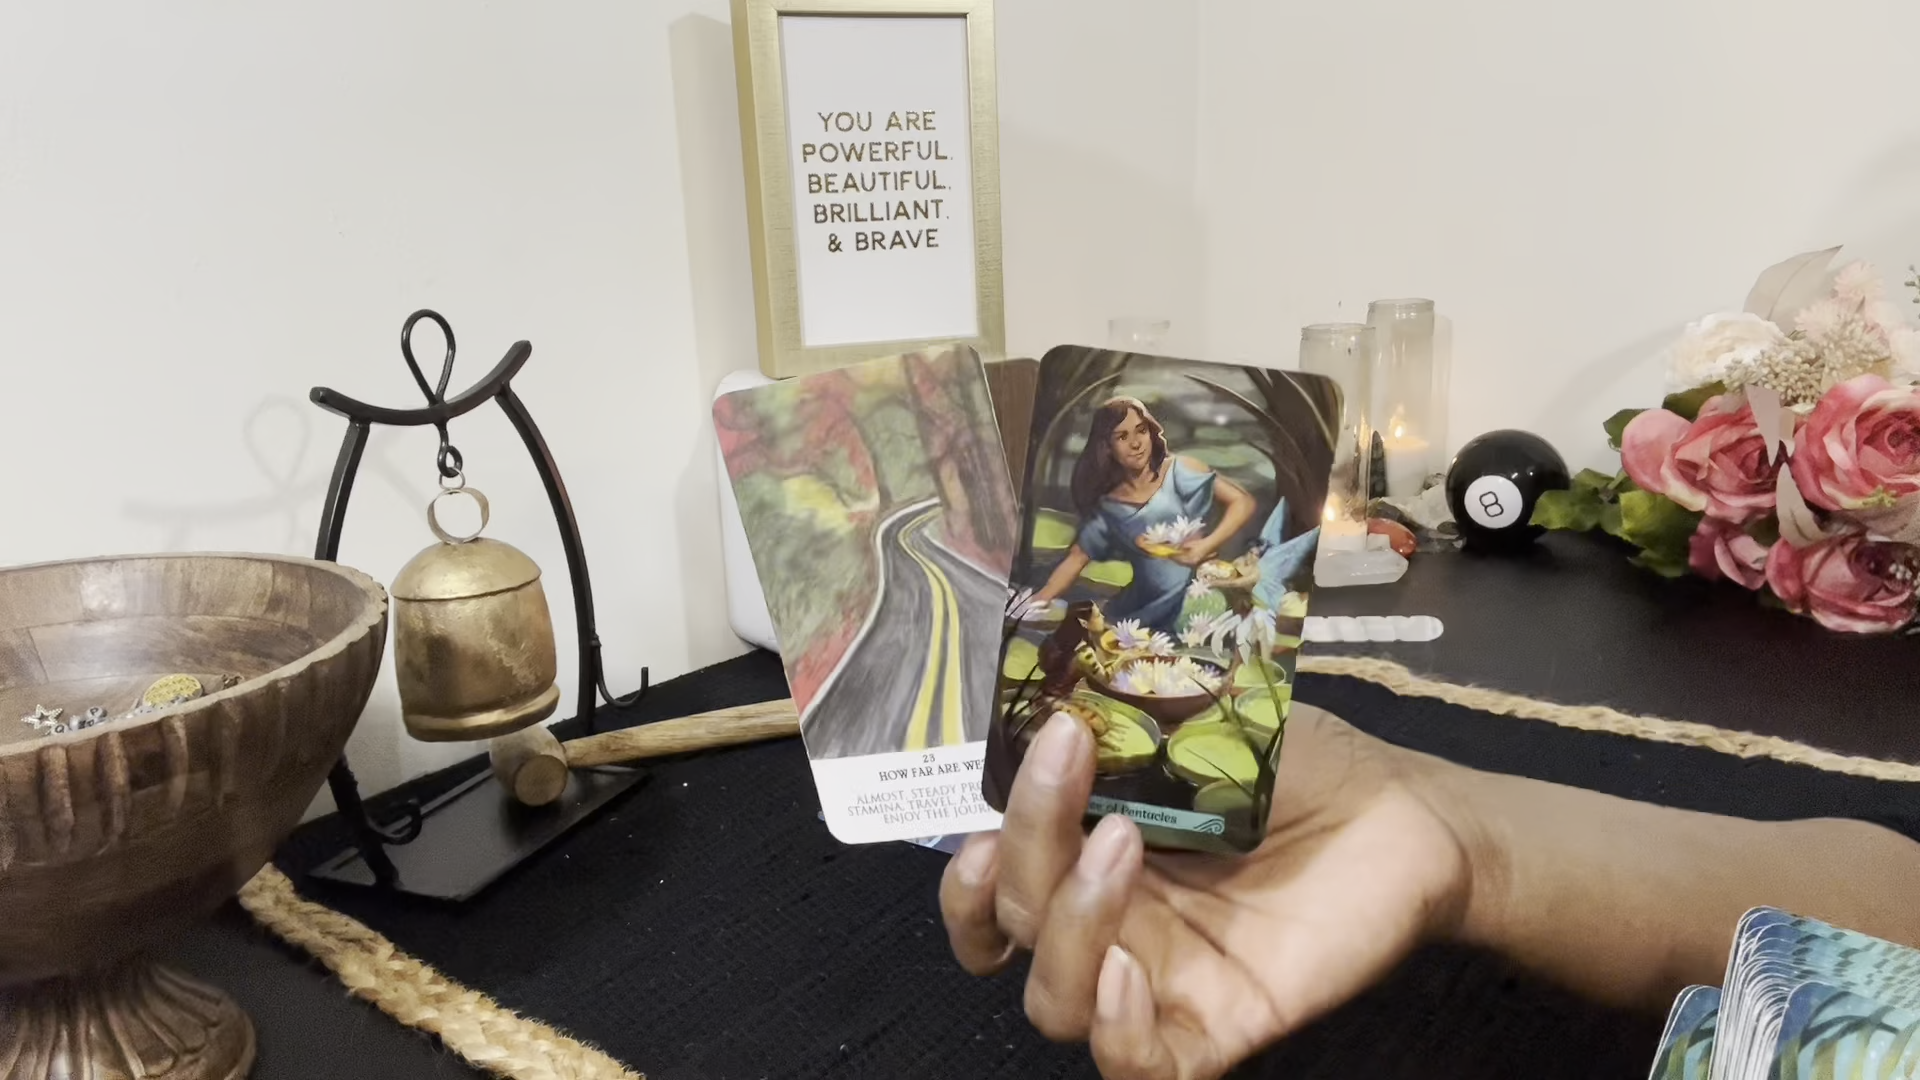 YOU ARE
POWERFUL.
BEAUTIFUL.
BRILLIANT.
& BRAVE
8
23
HOW FAR ARE WE?
ALMOST, STEADY
STAMINA, TRAVEL, A
ENJOY THE
of Pentacles